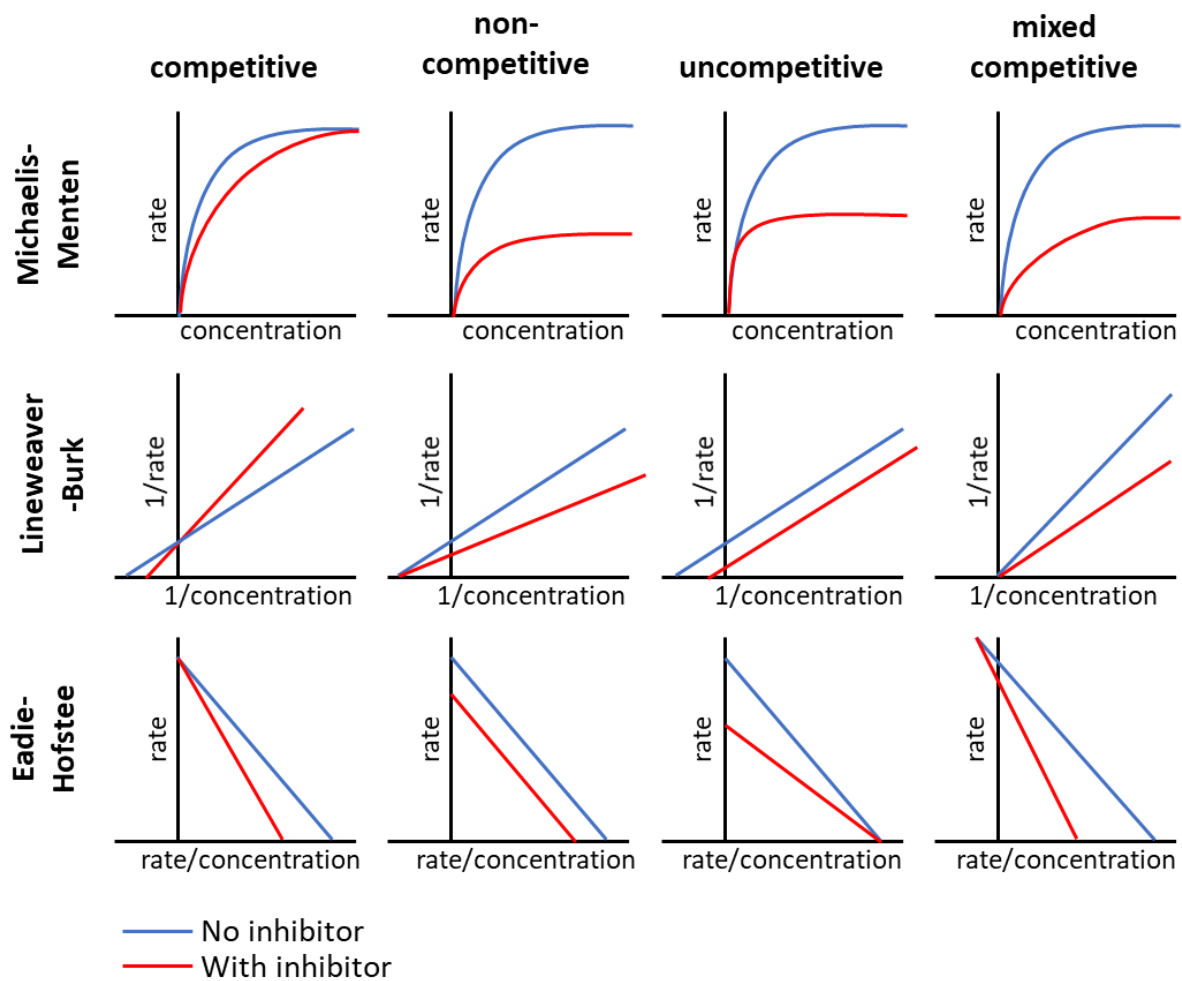 competitive
non-
competitive
uncompetitive
mixed
competitive
Michaelis-
Menten
rate
concentration
rate
concentration
rate
concentration
rate
concentration
Lineweaver
-Burk
1/rate
1/concentration
1/rate
1/concentration
1/rate
1/concentration
1/rate
1/concentration
Eadie-
Hofstee
rate
rate/concentration
rate
rate/concentration
rate
rate/concentration
rate
rate/concentration
No inhibitor
With inhibitor